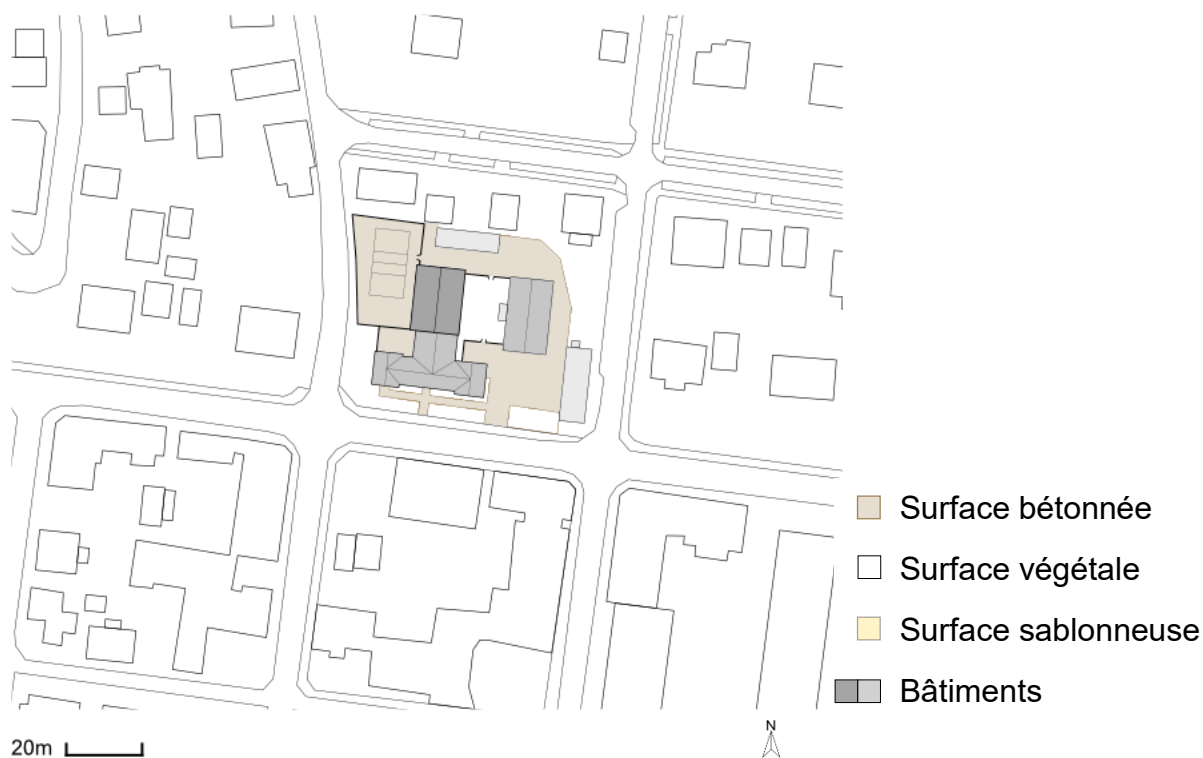 Surface bétonnée
Surface végétale
Surface sablonneuse
Bâtiments
N
20m